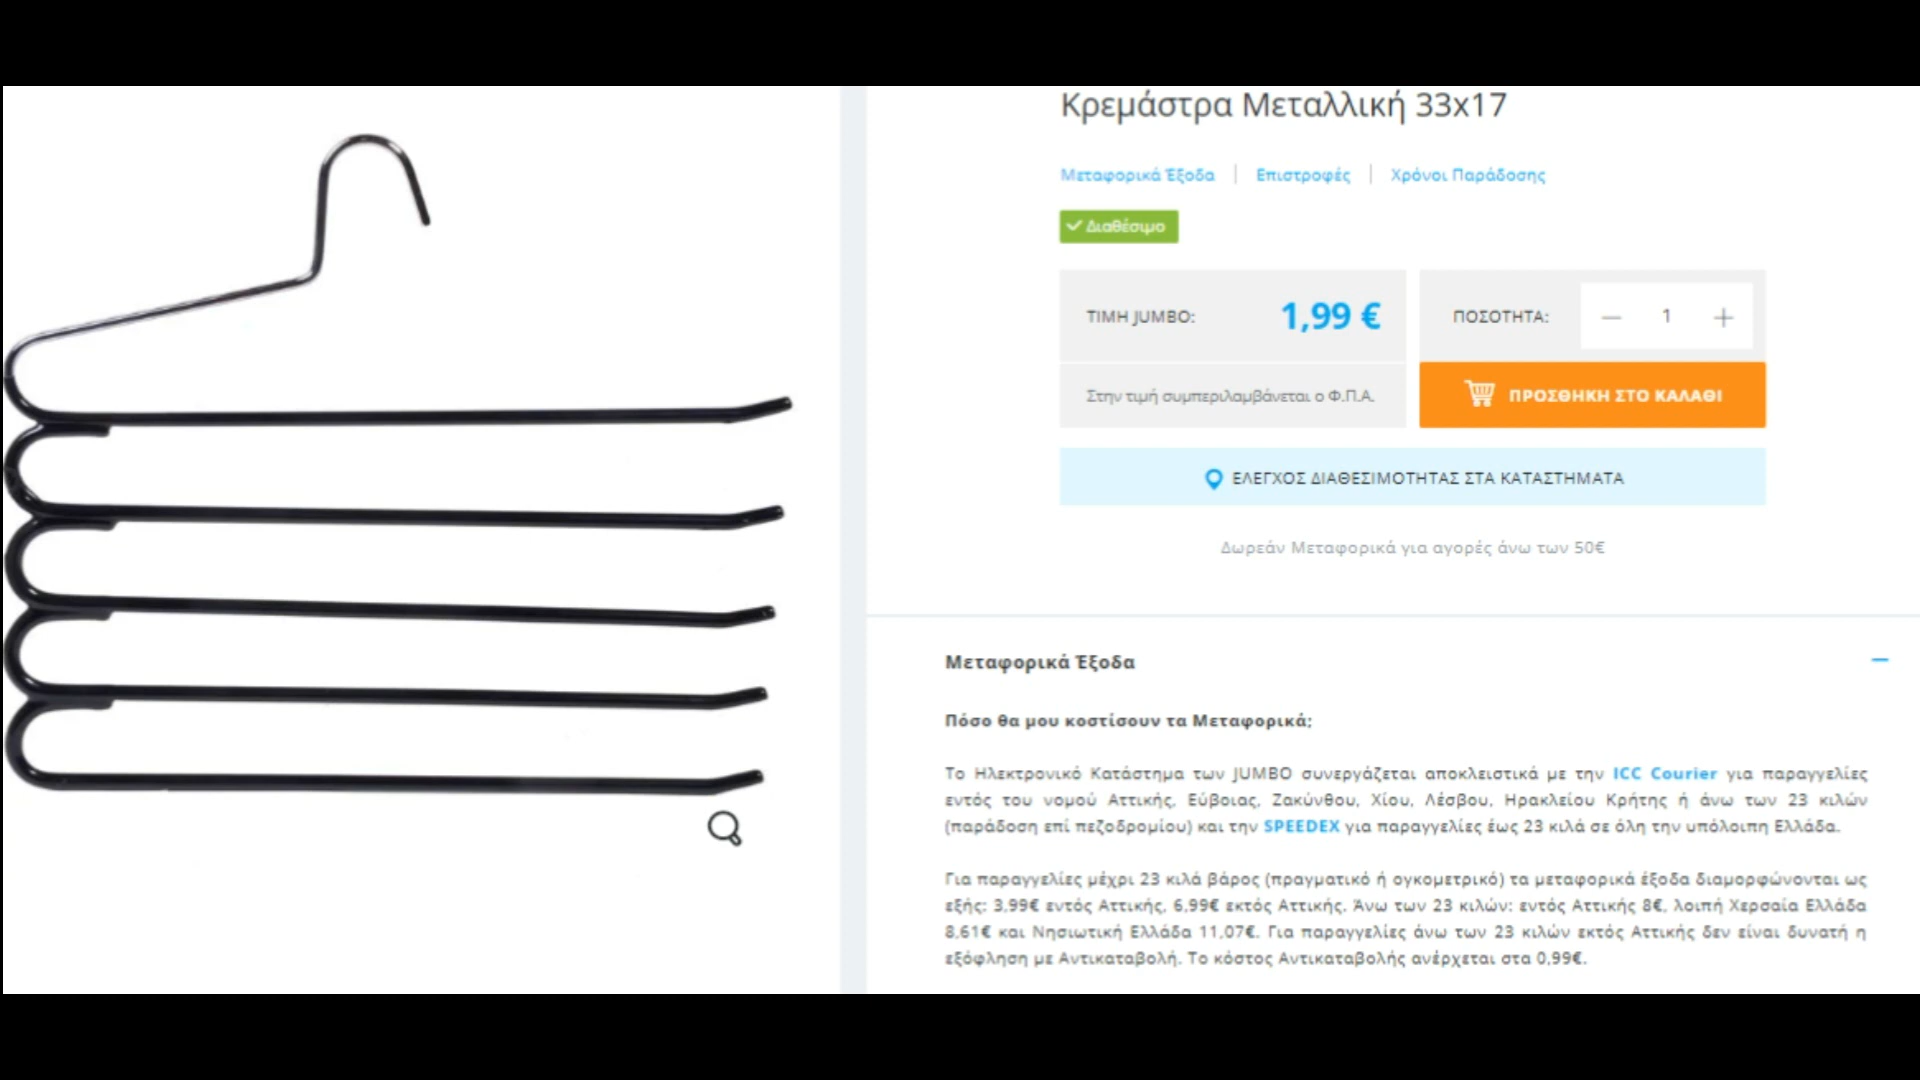 Κρεμάστρα Μεταλλική 33x17
Μεταφορικά Έξοδα | Επιστροφές | Χρόνοι Παράδοσης
Διαθέσιμο
ΤΙΜΗ JUMBO: 1,99 €
ΠΟΣΟΤΗΤΑ: — 1 +
Στην τιμή συμπεριλαμβάνεται ο Φ.Π.Α.
ΠΡΟΣΘΗΚΗ ΣΤΟ ΚΑΛΑΘΙ
ΕΛΕΓΧΟΣ ΔΙΑΘΕΣΙΜΟΤΗΤΑΣ ΣΤΑ ΚΑΤΑΣΤΗΜΑΤΑ
Δωρεάν Μεταφορικά για αγορές άνω των 50€
Μεταφορικά Έξοδα
Πόσο θα μου κοστίσουν τα Μεταφορικά;
Το Ηλεκτρονικό Κατάστημα των JUMBO συνεργάζεται αποκλειστικά με την ICC Courier για παραγγελίες
εντός του νομού Αττικής, Εύβοιας, Ζακύνθου, Χίου, Λέσβου, Ηρακλείου Κρήτης ή άνω των 23 κιλών
(παράδοση επί πεζοδρομίου) και την SPEEDEX για παραγγελίες έως 23 κιλά σε όλη την υπόλοιπη Ελλάδα.
Για παραγγελίες μέχρι 23 κιλά βάρος (πραγματικό ή ογκομετρικό) τα μεταφορικά έξοδα διαμορφώνονται ως
εξής: 3,99€ εντός Αττικής, 6,99€ εκτός Αττικής. Άνω των 23 κιλών: εντός Αττικής 8€, λοιπή Χερσαία Ελλάδα
8,61€ και Νησιωτική Ελλάδα 11,07€. Για παραγγελίες άνω των 23 κιλών εκτός Αττικής δεν είναι δυνατή η
εξόφληση με Αντικαταβολή. Το κόστος Αντικαταβολής ανέρχεται στα 0,99€.